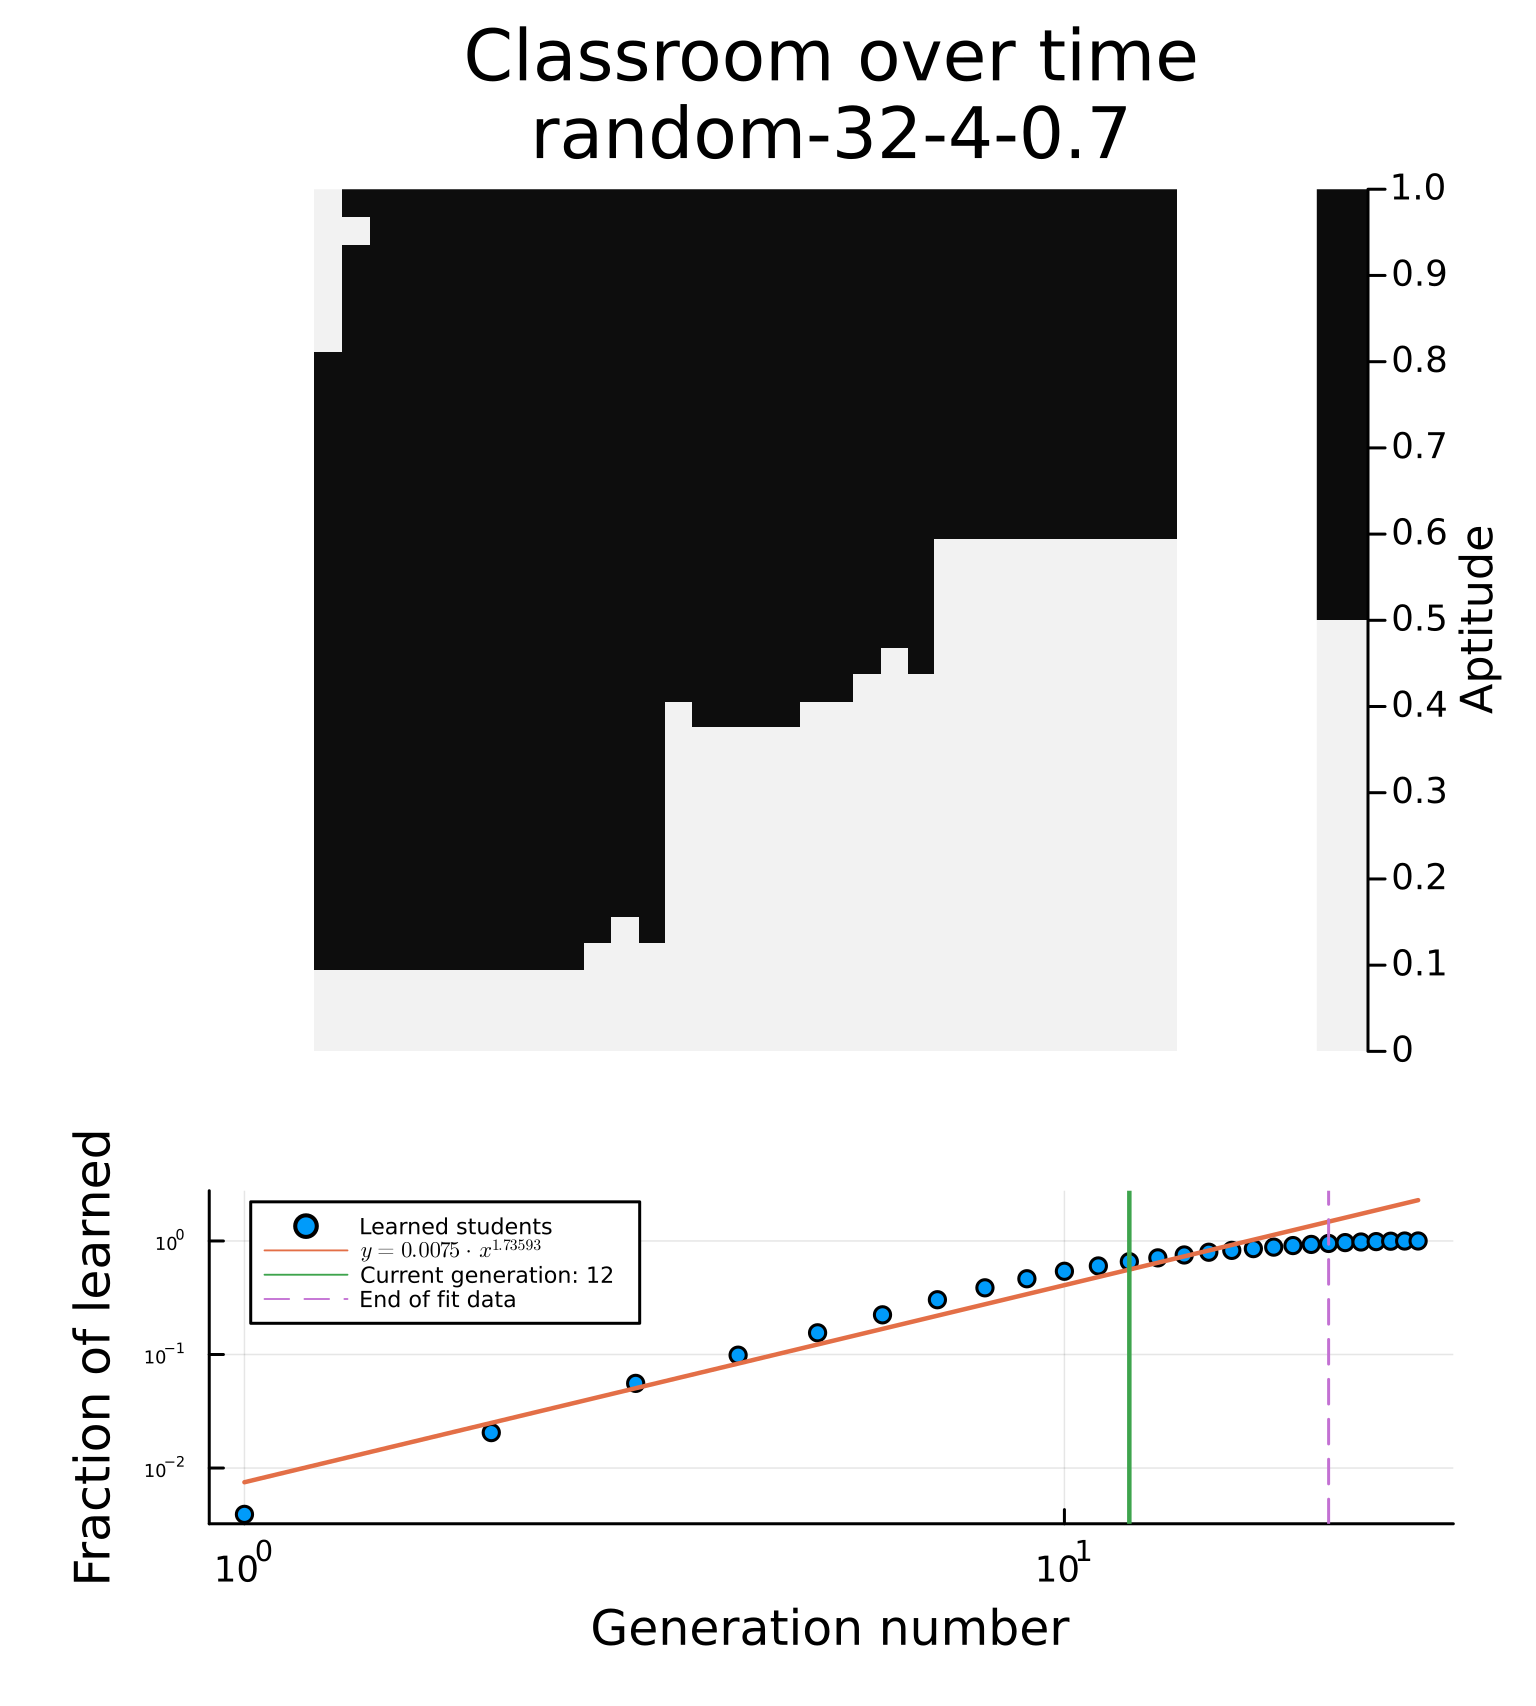 Classroom over time
random-32-4-0.7
1.0
0.9
0.8
0.7
0.6
0.5
0.4
0.3
0.2
0.1
0
Aptitude
Fraction of learned
10^0
10^-1
10^-2
Learned students
y = 0.0075 · x^1.73593
Current generation: 12
End of fit data
10^0
10^1
Generation number